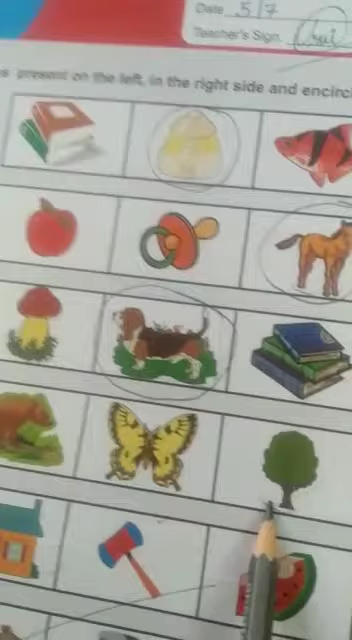 Date 5/7
Teacher's Sign.
present on the left, in the right side and encircl